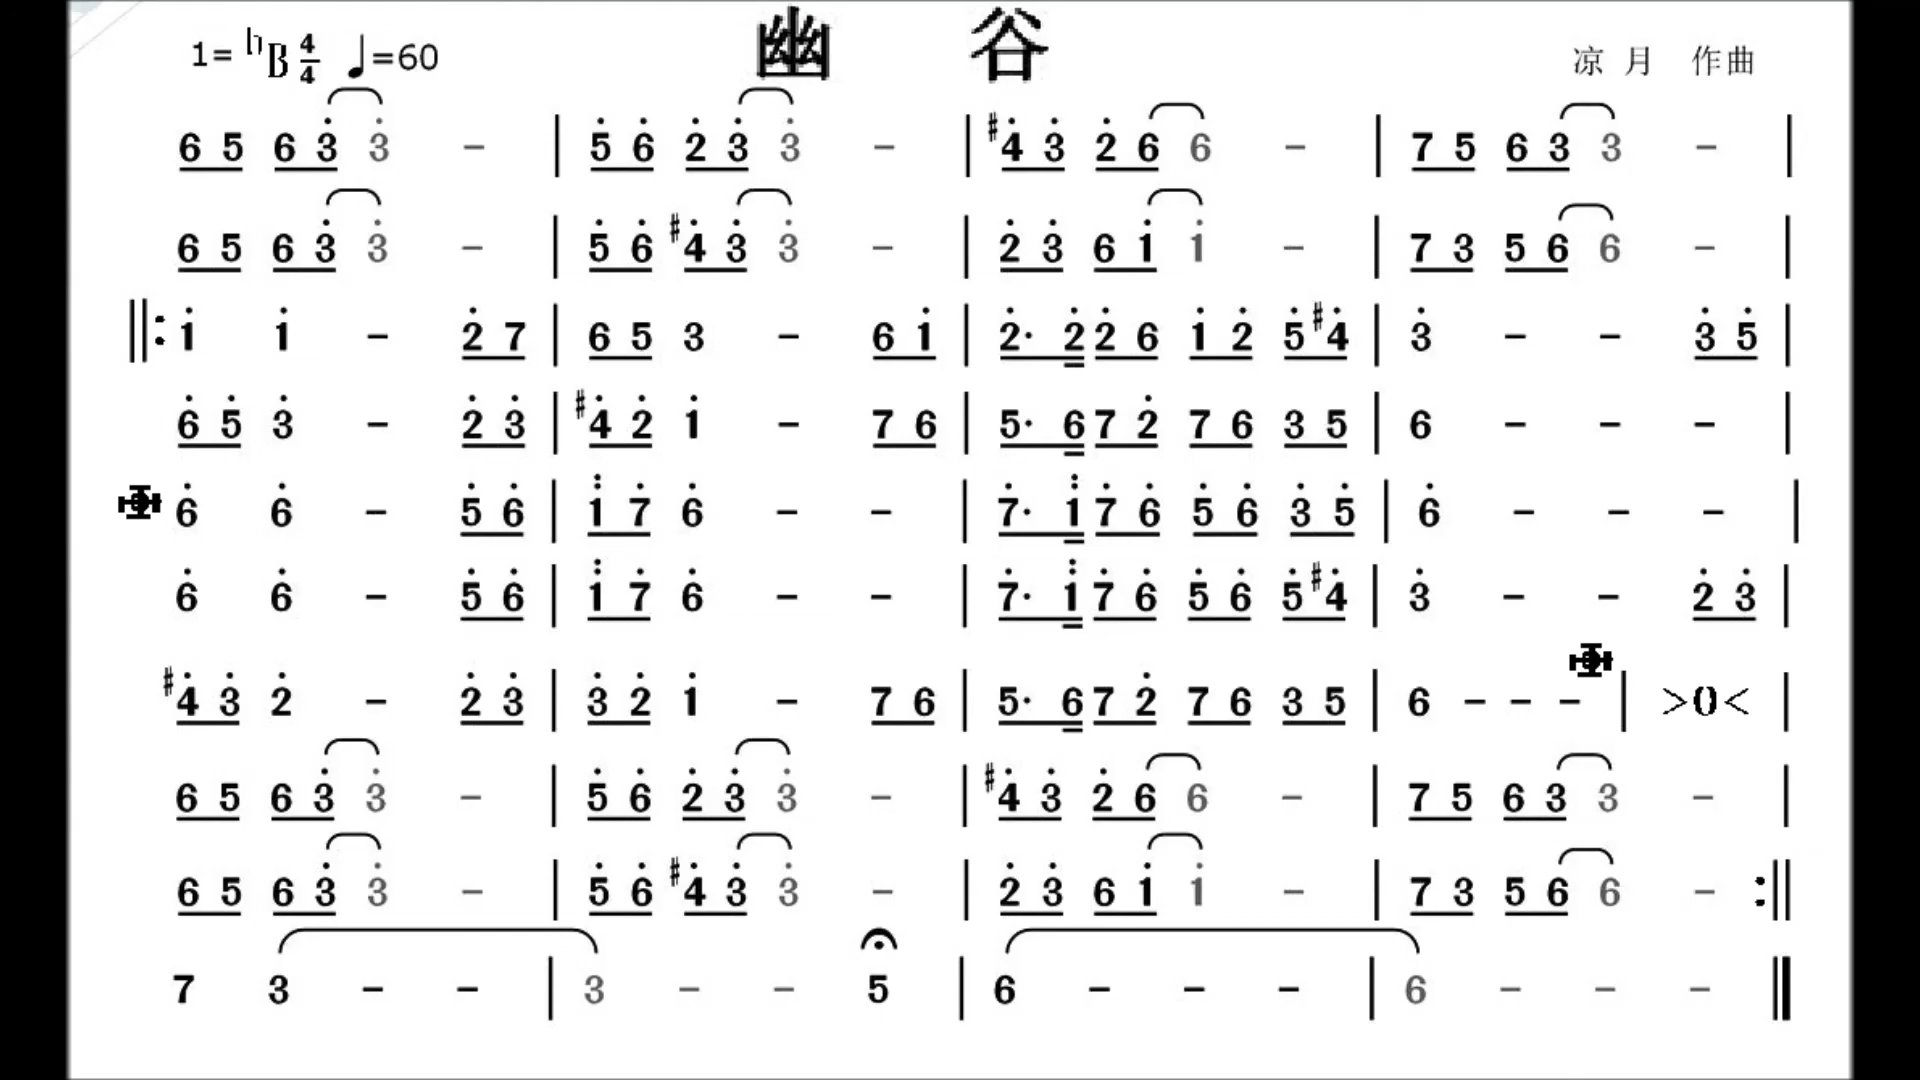 幽 谷
1= ♭B 4/4 ♩=60
凉 月 作曲
6 5 6 3̇ 3̇ – | 5̇ 6̇ 2̇ 3̇ 3̇ – | #4̇ 3̇ 2̇ 6 6 – | 7 5 6 3 3 – |
6 5 6 3̇ 3̇ – | 5̇ 6̇ #4̇ 3̇ 3̇ – | 2̇ 3̇ 6 1̇ 1̇ – | 7 3 5 6 6 – |
‖: 1̇ 1̇ – 2̇ 7 | 6 5 3 – 6 1̇ | 2̇· 2̇ 2̇ 6 1̇ 2̇ 5̇ #4̇ | 3̇ – – 3̇ 5̇ |
6̇ 5̇ 3̇ – 2̇ 3̇ | #4̇ 2̇ 1̇ – 7 6 | 5· 6 7 2̇ 7 6 3 5 | 6 – – – |
𝄌 6̇ 6̇ – 5̇ 6̇ | 1̈ 7̇ 6̇ – – | 7̇· 1̈ 7̇ 6̇ 5̇ 6̇ 3̇ 5̇ | 6̇ – – – |
6̇ 6̇ – 5̇ 6̇ | 1̈ 7̇ 6̇ – – | 7̇· 1̈ 7̇ 6̇ 5̇ 6̇ 5̇ #4̇ | 3̇ – – 2̇ 3̇ |
#4̇ 3̇ 2̇ – 2̇ 3̇ | 3̇ 2̇ 1̇ – 7 6 | 5· 6 7 2̇ 7 6 3 5 | 6 – – – 𝄌 | >0< |
6 5 6 3̇ 3̇ – | 5̇ 6̇ 2̇ 3̇ 3̇ – | #4̇ 3̇ 2̇ 6 6 – | 7 5 6 3 3 – |
6 5 6 3̇ 3̇ – | 5̇ 6̇ #4̇ 3̇ 3̇ – | 2̇ 3̇ 6 1̇ 1̇ – | 7 3 5 6 6 – :‖
7 3 – – | 3 – – 5 | 6 – – – | 6 – – – ‖